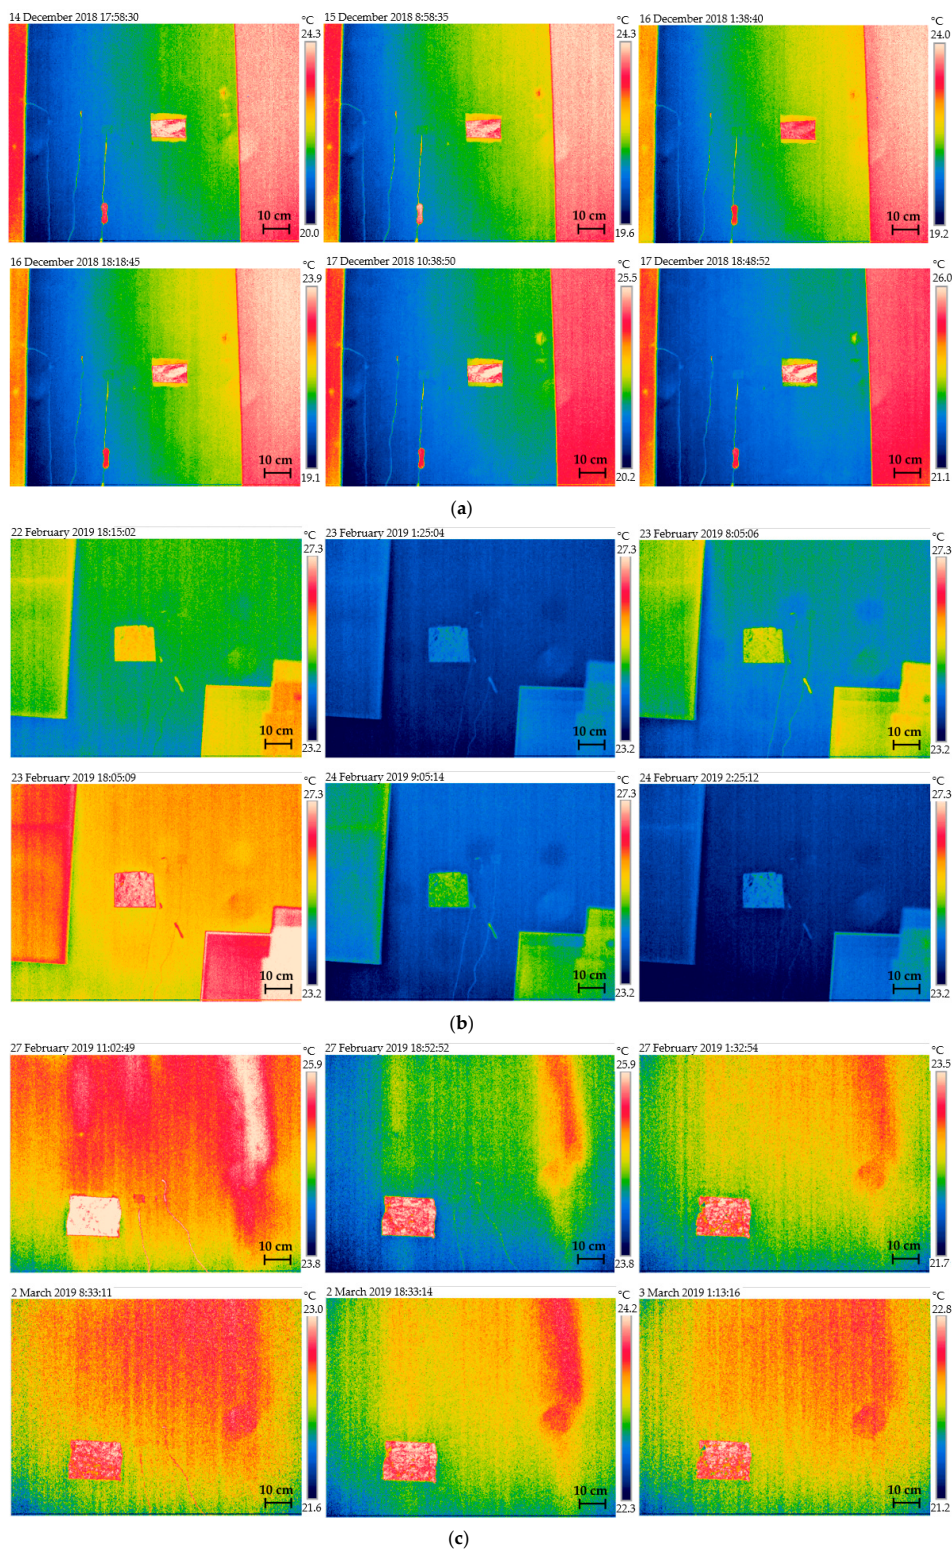 14 December 2018 17:58:30 °C 15 December 2018 8:58:35 °C 16 December 2018 1:38:40 °C
24.3 24.3 24.0
10 cm 10 cm 10 cm
20.0 19.6 19.2
16 December 2018 18:18:45 °C 17 December 2018 10:38:50 °C 17 December 2018 18:48:52 °C
23.9 25.5 26.0
10 cm 10 cm 10 cm
19.1 20.2 21.1
(a)
22 February 2019 18:15:02 °C 23 February 2019 1:25:04 °C 23 February 2019 8:05:06 °C
27.3 27.3 27.3
10 cm 10 cm 10 cm
23.2 23.2 23.2
23 February 2019 18:05:09 °C 24 February 2019 9:05:14 °C 24 February 2019 2:25:12 °C
27.3 27.3 27.3
10 cm 10 cm 10 cm
23.2 23.2 23.2
(b)
27 February 2019 11:02:49 °C 27 February 2019 18:52:52 °C 27 February 2019 1:32:54 °C
25.9 25.9 23.5
10 cm 10 cm 10 cm
23.8 23.8 21.7
2 March 2019 8:33:11 °C 2 March 2019 18:33:14 °C 3 March 2019 1:13:16 °C
23.0 24.2 22.8
10 cm 10 cm 10 cm
21.6 22.3 21.2
(c)